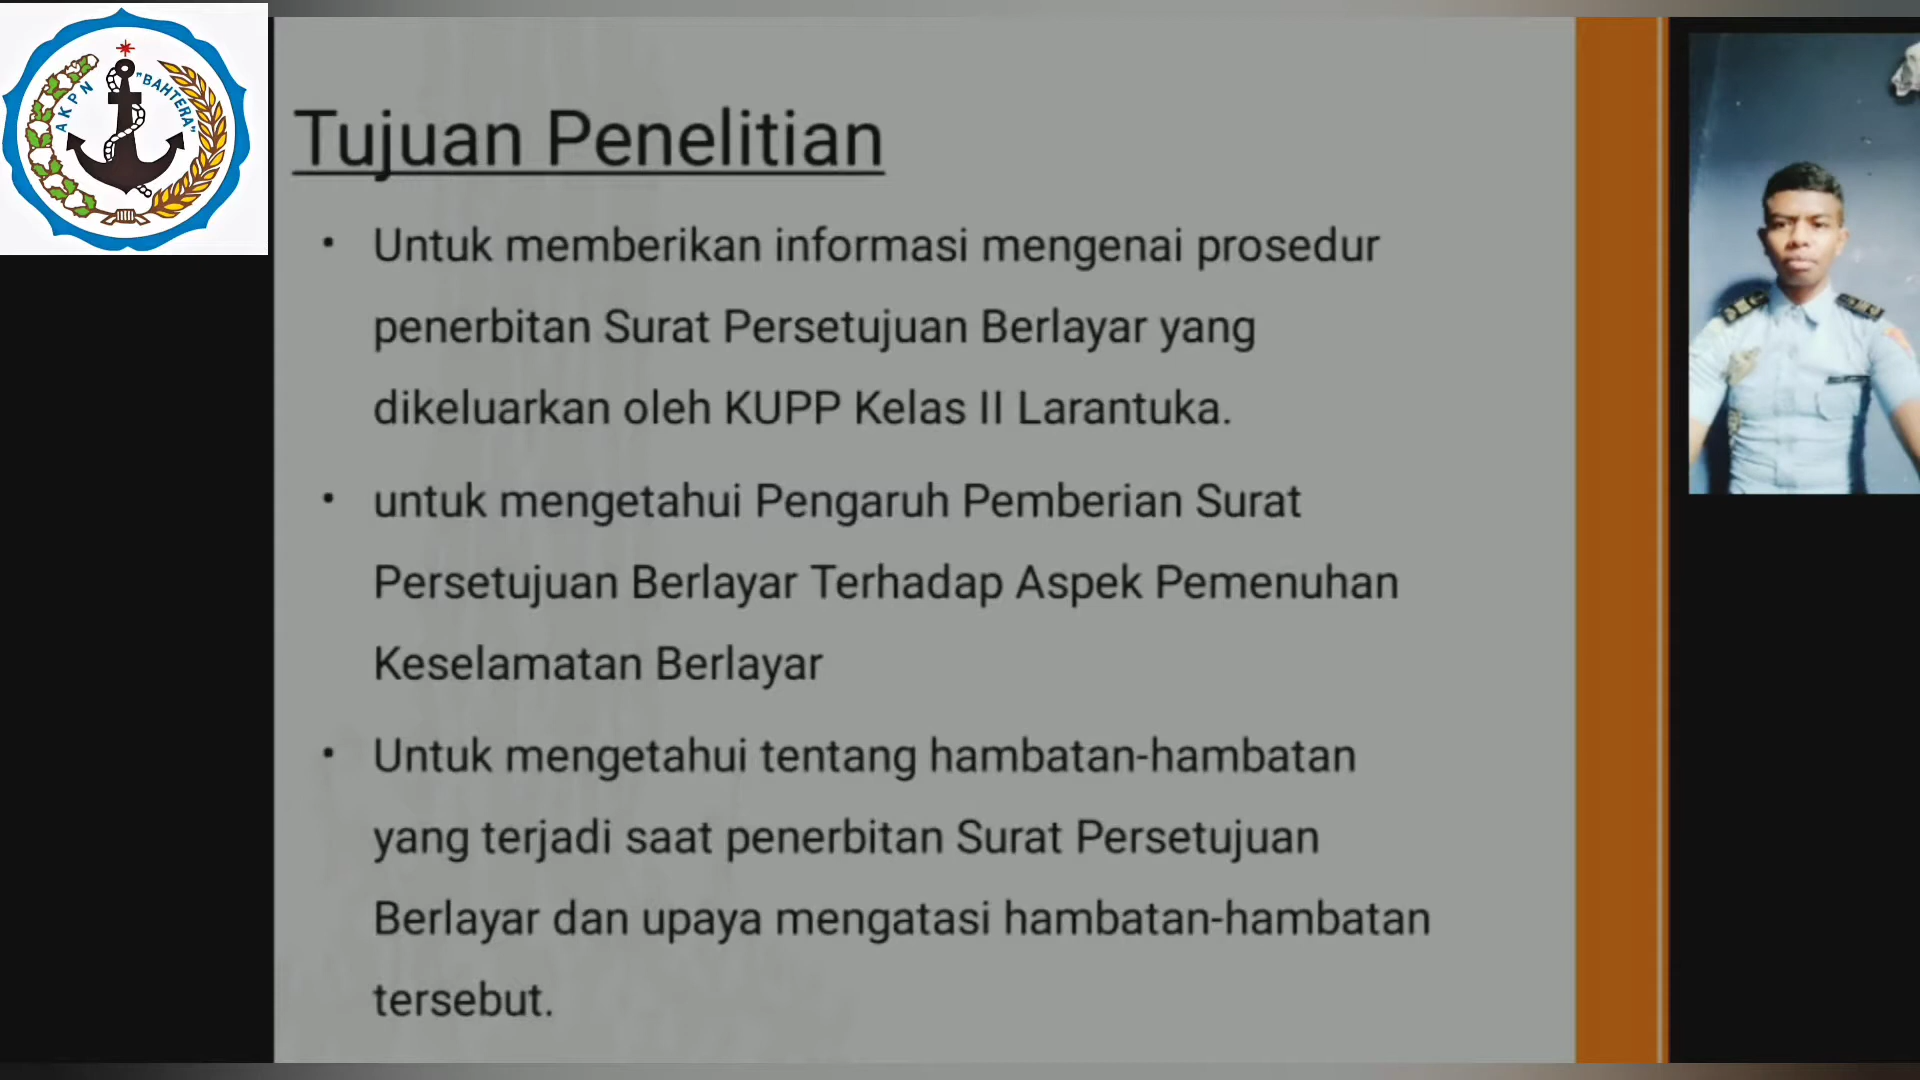 AKPN "BAHTERA"
Tujuan Penelitian
• Untuk memberikan informasi mengenai prosedur
penerbitan Surat Persetujuan Berlayar yang
dikeluarkan oleh KUPP Kelas II Larantuka.
• untuk mengetahui Pengaruh Pemberian Surat
Persetujuan Berlayar Terhadap Aspek Pemenuhan
Keselamatan Berlayar
• Untuk mengetahui tentang hambatan-hambatan
yang terjadi saat penerbitan Surat Persetujuan
Berlayar dan upaya mengatasi hambatan-hambatan
tersebut.